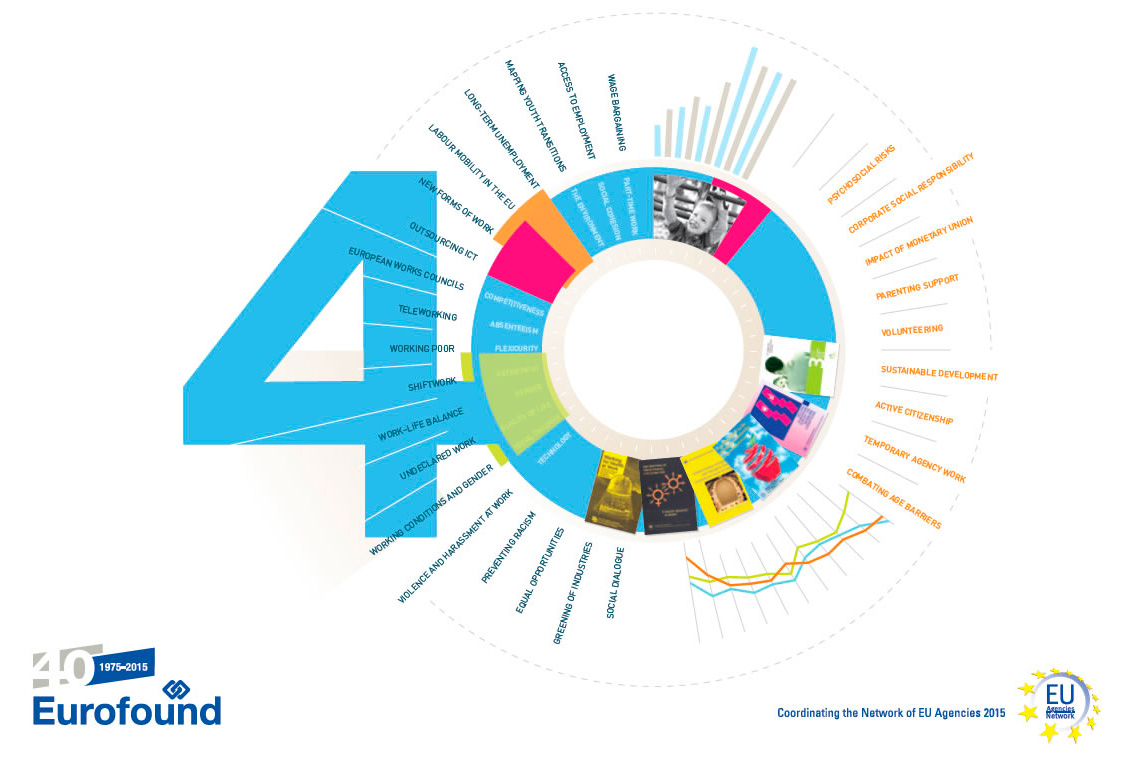 WAGE BARGAINING
ACCESS TO EMPLOYMENT
MAPPING YOUTH TRANSITIONS
LONG-TERM UNEMPLOYMENT
LABOUR MOBILITY IN THE EU
NEW FORMS OF WORK
OUTSOURCING ICT
EUROPEAN WORKS COUNCILS
TELEWORKING
WORKING POOR
SHIFTWORK
WORK–LIFE BALANCE
UNDECLARED WORK
WORKING CONDITIONS AND GENDER
VIOLENCE AND HARASSMENT AT WORK
PREVENTING RACISM
EQUAL OPPORTUNITIES
GREENING OF INDUSTRIES
SOCIAL DIALOGUE
PART-TIME WORK
SOCIAL COHESION
THE ENVIRONMENT
COMPETITIVENESS
ABSENTEEISM
FLEXICURITY
TECHNOLOGY
PSYCHOSOCIAL RISKS
CORPORATE SOCIAL RESPONSIBILITY
IMPACT OF MONETARY UNION
PARENTING SUPPORT
VOLUNTEERING
SUSTAINABLE DEVELOPMENT
ACTIVE CITIZENSHIP
TEMPORARY AGENCY WORK
COMBATING AGE BARRIERS
40
40 1975–2015
Eurofound
Coordinating the Network of EU Agencies 2015
EU
Agencies
Network